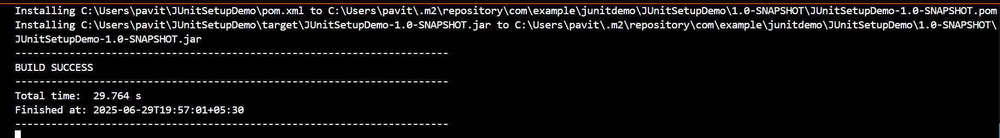 Installing C:\Users\pavit\JUnitSetupDemo\pom.xml to C:\Users\pavit\.m2\repository\com\example\junitdemo\JUnitSetupDemo\1.0-SNAPSHOT\JUnitSetupDemo-1.0-SNAPSHOT.pom
Installing C:\Users\pavit\JUnitSetupDemo\target\JUnitSetupDemo-1.0-SNAPSHOT.jar to C:\Users\pavit\.m2\repository\com\example\junitdemo\JUnitSetupDemo\1.0-SNAPSHOT\
JUnitSetupDemo-1.0-SNAPSHOT.jar
------------------------------------------------------------------------
BUILD SUCCESS
------------------------------------------------------------------------
Total time:  29.764 s
Finished at: 2025-06-29T19:57:01+05:30
------------------------------------------------------------------------